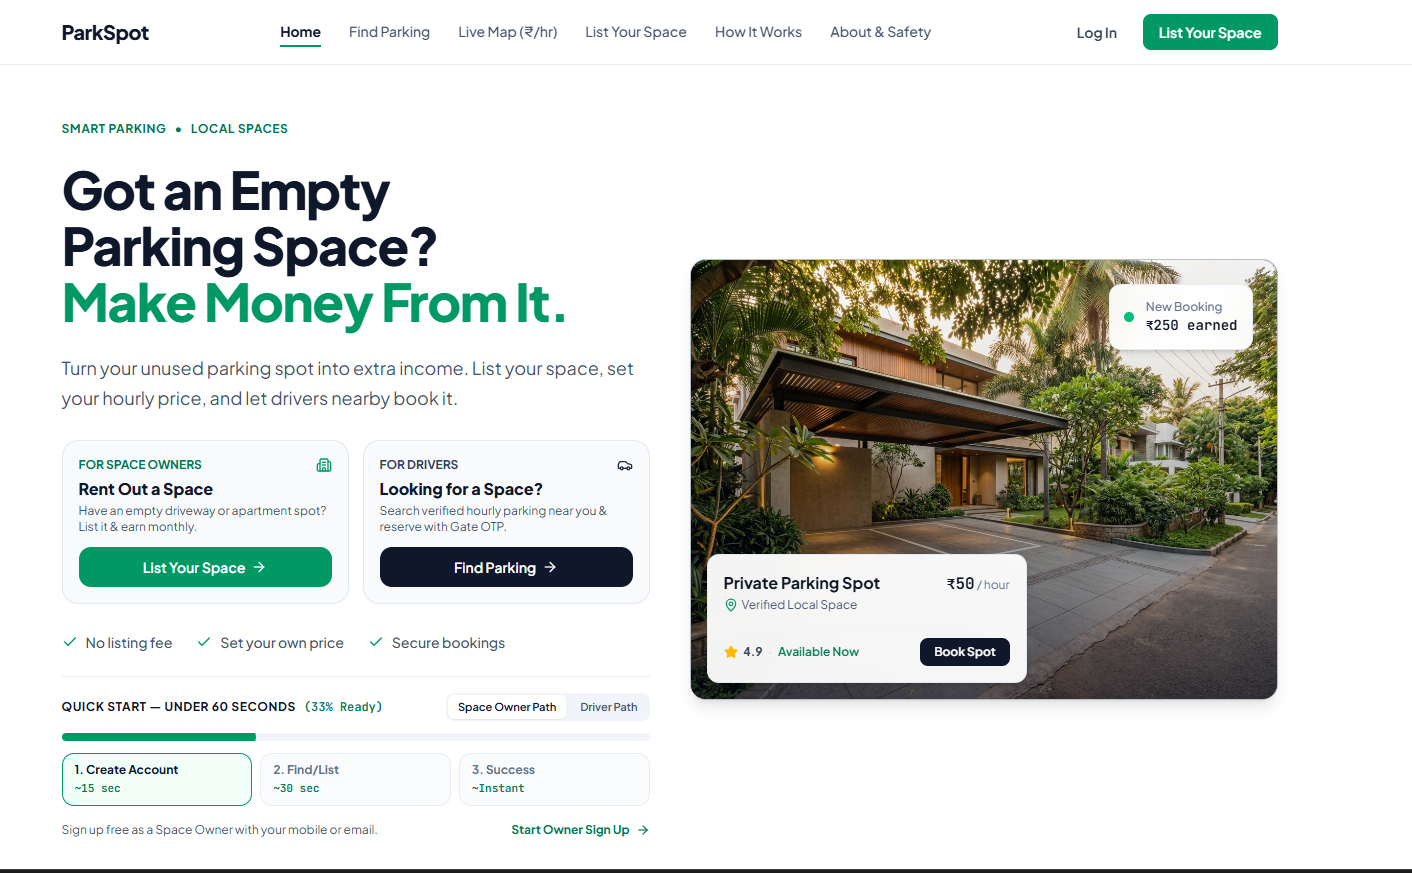 ParkSpot
Home
Find Parking
Live Map (₹/hr)
List Your Space
How It Works
About & Safety
Log In
List Your Space
SMART PARKING • LOCAL SPACES
Got an Empty
Parking Space?
Make Money From It.
Turn your unused parking spot into extra income. List your space, set
your hourly price, and let drivers nearby book it.
FOR SPACE OWNERS
Rent Out a Space
Have an empty driveway or apartment spot?
List it & earn monthly.
List Your Space →
FOR DRIVERS
Looking for a Space?
Search verified hourly parking near you &
reserve with Gate OTP.
Find Parking →
No listing fee
Set your own price
Secure bookings
QUICK START — UNDER 60 SECONDS (33% Ready)
Space Owner Path
Driver Path
1. Create Account
~15 sec
2. Find/List
~30 sec
3. Success
~Instant
Sign up free as a Space Owner with your mobile or email.
Start Owner Sign Up →
New Booking
₹250 earned
Private Parking Spot
₹50 / hour
Verified Local Space
4.9 · Available Now
Book Spot